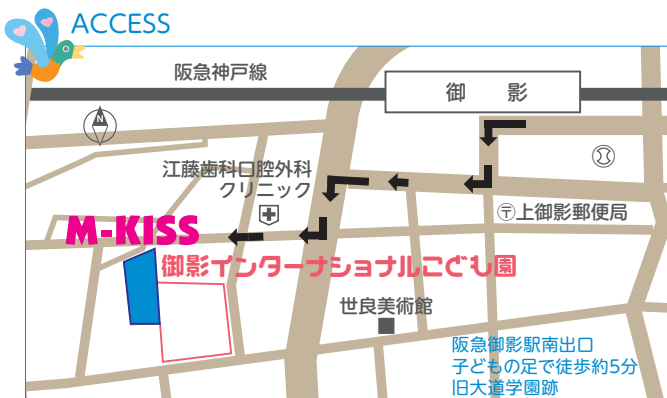 ACCESS
阪急神戸線
御影
N
江藤歯科口腔外科
クリニック
〒上御影郵便局
M-KISS
御影インターナショナルこども園
世良美術館
阪急御影駅南出口
子どもの足で徒歩約5分
旧大道学園跡